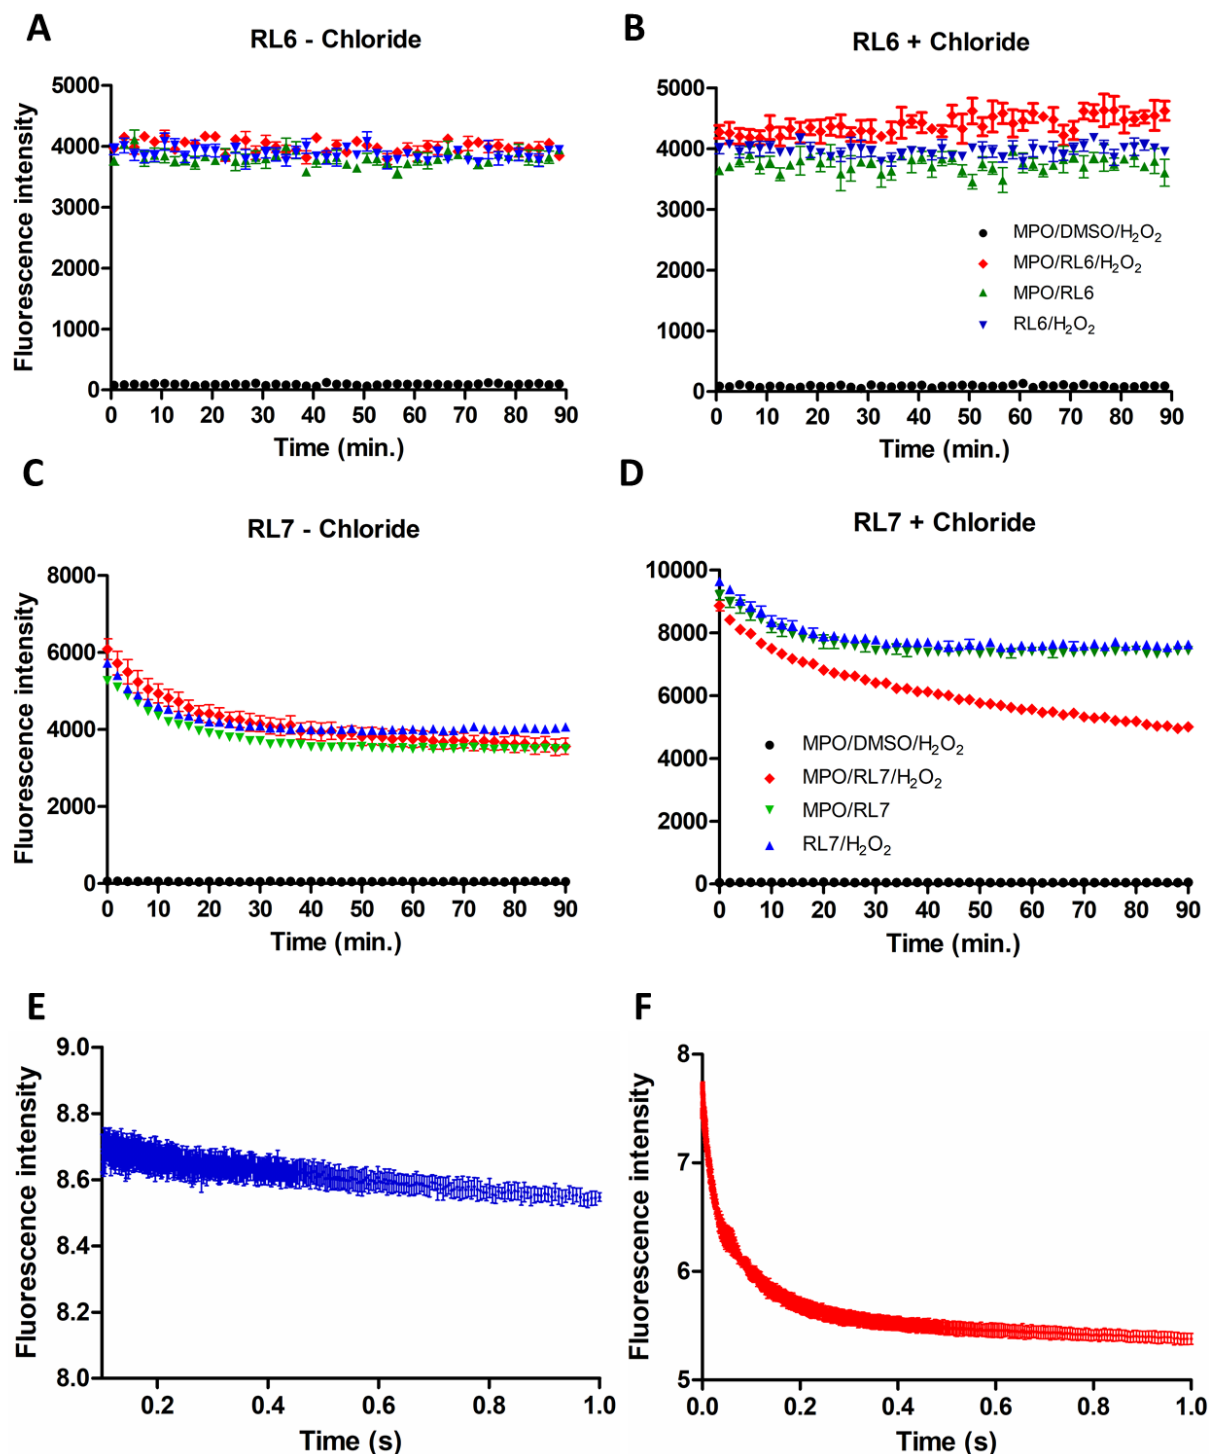 A
RL6 - Chloride
Fluorescence intensity
5000
4000
3000
2000
1000
0
0 10 20 30 40 50 60 70 80 90
Time (min.)
B
RL6 + Chloride
5000
4000
3000
2000
1000
0
MPO/DMSO/H₂O₂
MPO/RL6/H₂O₂
MPO/RL6
RL6/H₂O₂
0 10 20 30 40 50 60 70 80 90
Time (min.)
C
RL7 - Chloride
Fluorescence intensity
8000
6000
4000
2000
0
0 10 20 30 40 50 60 70 80 90
Time (min.)
D
RL7 + Chloride
10000
8000
6000
4000
2000
0
MPO/DMSO/H₂O₂
MPO/RL7/H₂O₂
MPO/RL7
RL7/H₂O₂
0 10 20 30 40 50 60 70 80 90
Time (min.)
E
Fluorescence intensity
9.0
8.8
8.6
8.4
8.2
8.0
0.2 0.4 0.6 0.8 1.0
Time (s)
F
Fluorescence intensity
8
7
6
5
0.0 0.2 0.4 0.6 0.8 1.0
Time (s)